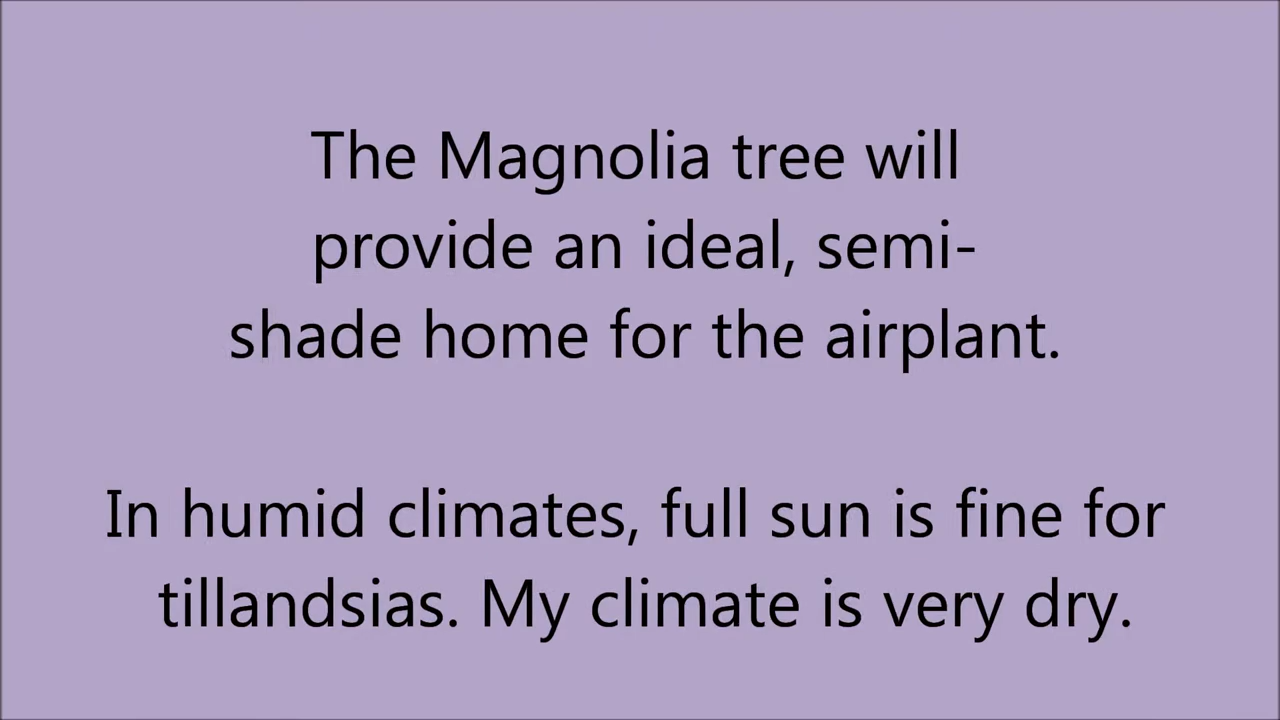 The Magnolia tree will
provide an ideal, semi-
shade home for the airplant.
In humid climates, full sun is fine for
tillandsias. My climate is very dry.